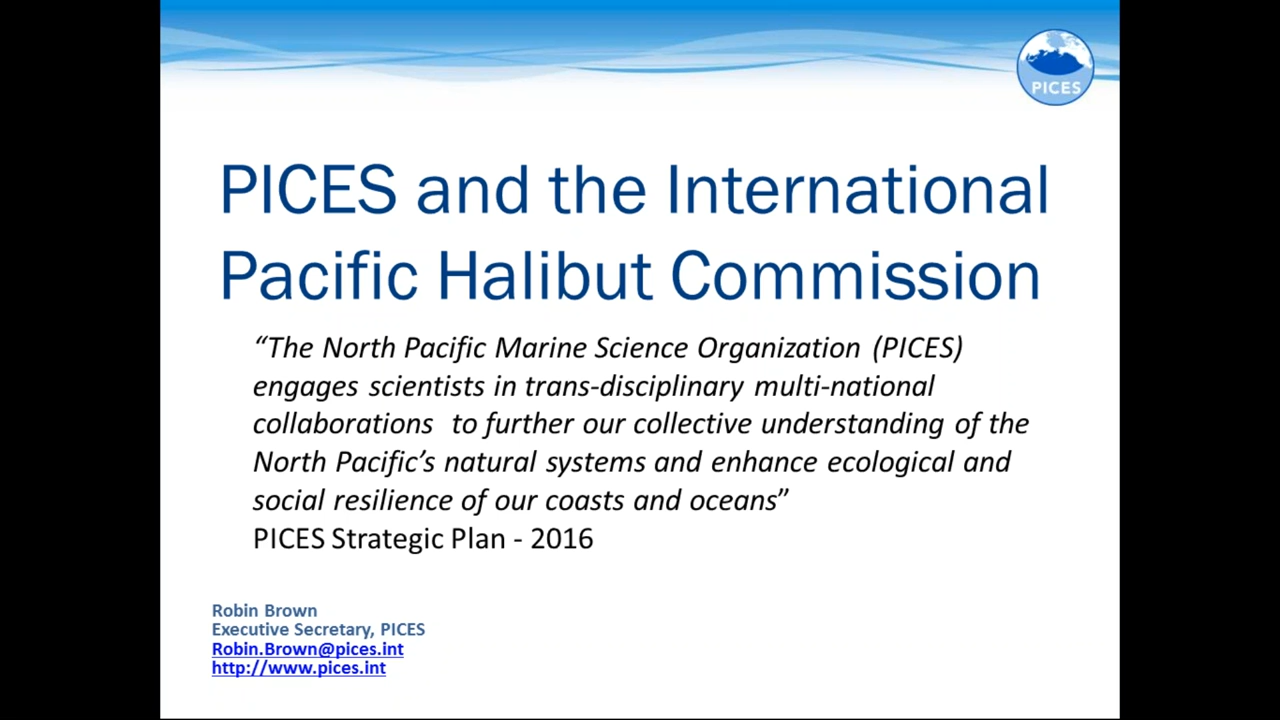 PICES
PICES and the International
Pacific Halibut Commission
“The North Pacific Marine Science Organization (PICES)
engages scientists in trans-disciplinary multi-national
collaborations  to further our collective understanding of the
North Pacific’s natural systems and enhance ecological and
social resilience of our coasts and oceans”
PICES Strategic Plan - 2016
Robin Brown
Executive Secretary, PICES
Robin.Brown@pices.int
http://www.pices.int